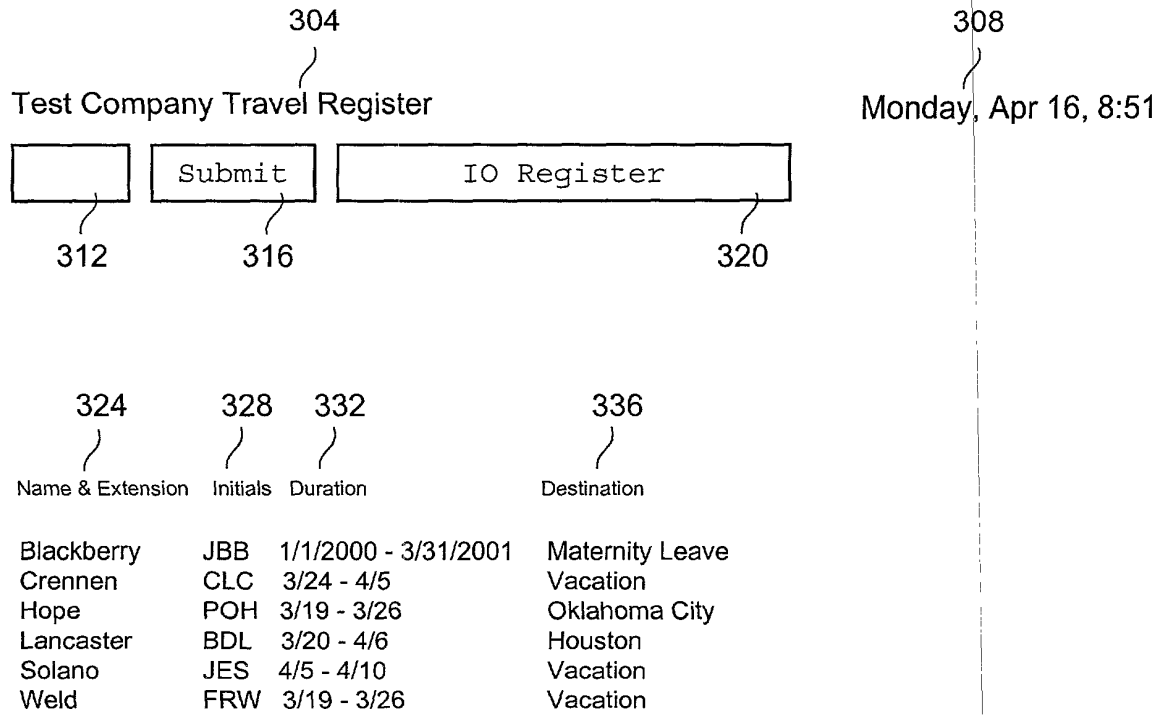 304 308
Test Company Travel Register Monday, Apr 16, 8:51
Submit IO Register
312 316 320
324 328 332 336
Name & Extension Initials Duration Destination
Blackberry JBB 1/1/2000 - 3/31/2001 Maternity Leave
Crennen CLC 3/24 - 4/5 Vacation
Hope POH 3/19 - 3/26 Oklahoma City
Lancaster BDL 3/20 - 4/6 Houston
Solano JES 4/5 - 4/10 Vacation
Weld FRW 3/19 - 3/26 Vacation